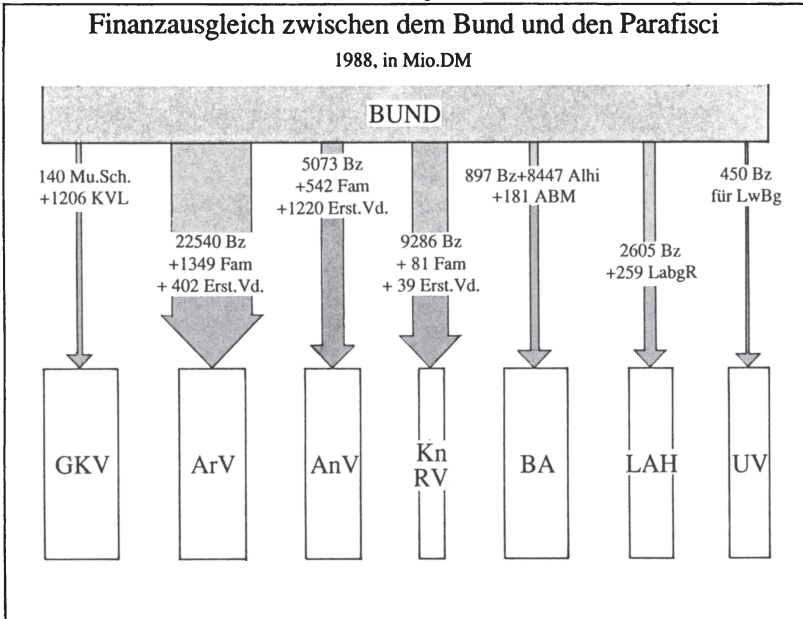 Finanzausgleich zwischen dem Bund und den Parafisci
1988, in Mio.DM
BUND
140 Mu.Sch.
+1206 KVL
22540 Bz
+1349 Fam
+ 402 Erst.Vd.
5073 Bz
+542 Fam
+1220 Erst.Vd.
9286 Bz
+ 81 Fam
+ 39 Erst.Vd.
897 Bz+8447 Alhi
+181 ABM
2605 Bz
+259 LabgR
450 Bz
für LwBg
GKV
ArV
AnV
Kn
RV
BA
LAH
UV